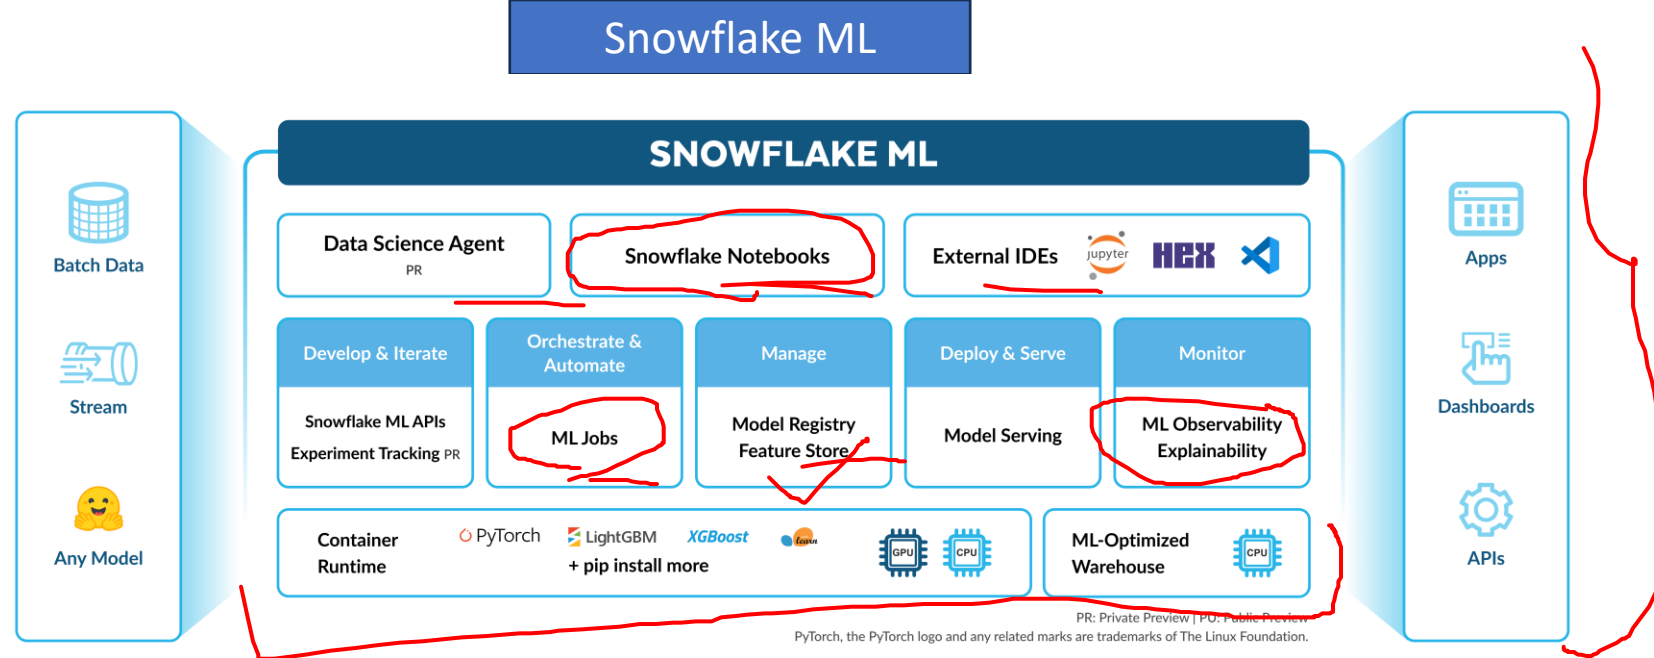 Snowflake ML
SNOWFLAKE ML
Batch Data
Stream
Any Model
Data Science Agent
PR
Snowflake Notebooks
External IDEs
jupyter
HEX
Develop & Iterate
Snowflake ML APIs
Experiment Tracking PR
Orchestrate &
Automate
ML Jobs
Manage
Model Registry
Feature Store
Deploy & Serve
Model Serving
Monitor
ML Observability
Explainability
Container
Runtime
PyTorch
LightGBM
XGBoost
learn
+ pip install more
GPU
CPU
ML-Optimized
Warehouse
CPU
Apps
Dashboards
APIs
PR: Private Preview | PU: Public Preview
PyTorch, the PyTorch logo and any related marks are trademarks of The Linux Foundation.